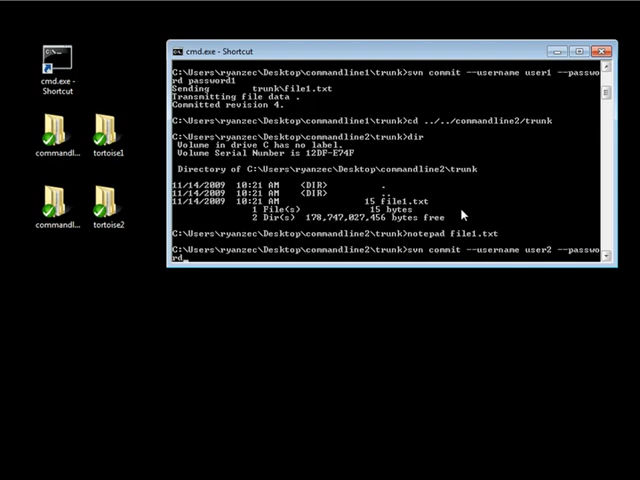 cmd.exe - Shortcut
commandl...
tortoise1
commandl...
tortoise2
cmd.exe - Shortcut
C:\Users\ryanzec\Desktop\commandline1\trunk>svn commit --username user1 --passwo
rd password1
Sending        trunk\file1.txt
Transmitting file data .
Committed revision 4.
C:\Users\ryanzec\Desktop\commandline1\trunk>cd ../../commandline2/trunk
C:\Users\ryanzec\Desktop\commandline2\trunk>dir
Volume in drive C has no label.
Volume Serial Number is 12DF-E74F
Directory of C:\Users\ryanzec\Desktop\commandline2\trunk
11/14/2009  10:21 AM    <DIR>          .
11/14/2009  10:21 AM    <DIR>          ..
11/14/2009  10:21 AM                15 file1.txt
1 File(s)             15 bytes
2 Dir(s)  178,747,027,456 bytes free
C:\Users\ryanzec\Desktop\commandline2\trunk>notepad file1.txt
C:\Users\ryanzec\Desktop\commandline2\trunk>svn commit --username user2 --passwo
rd